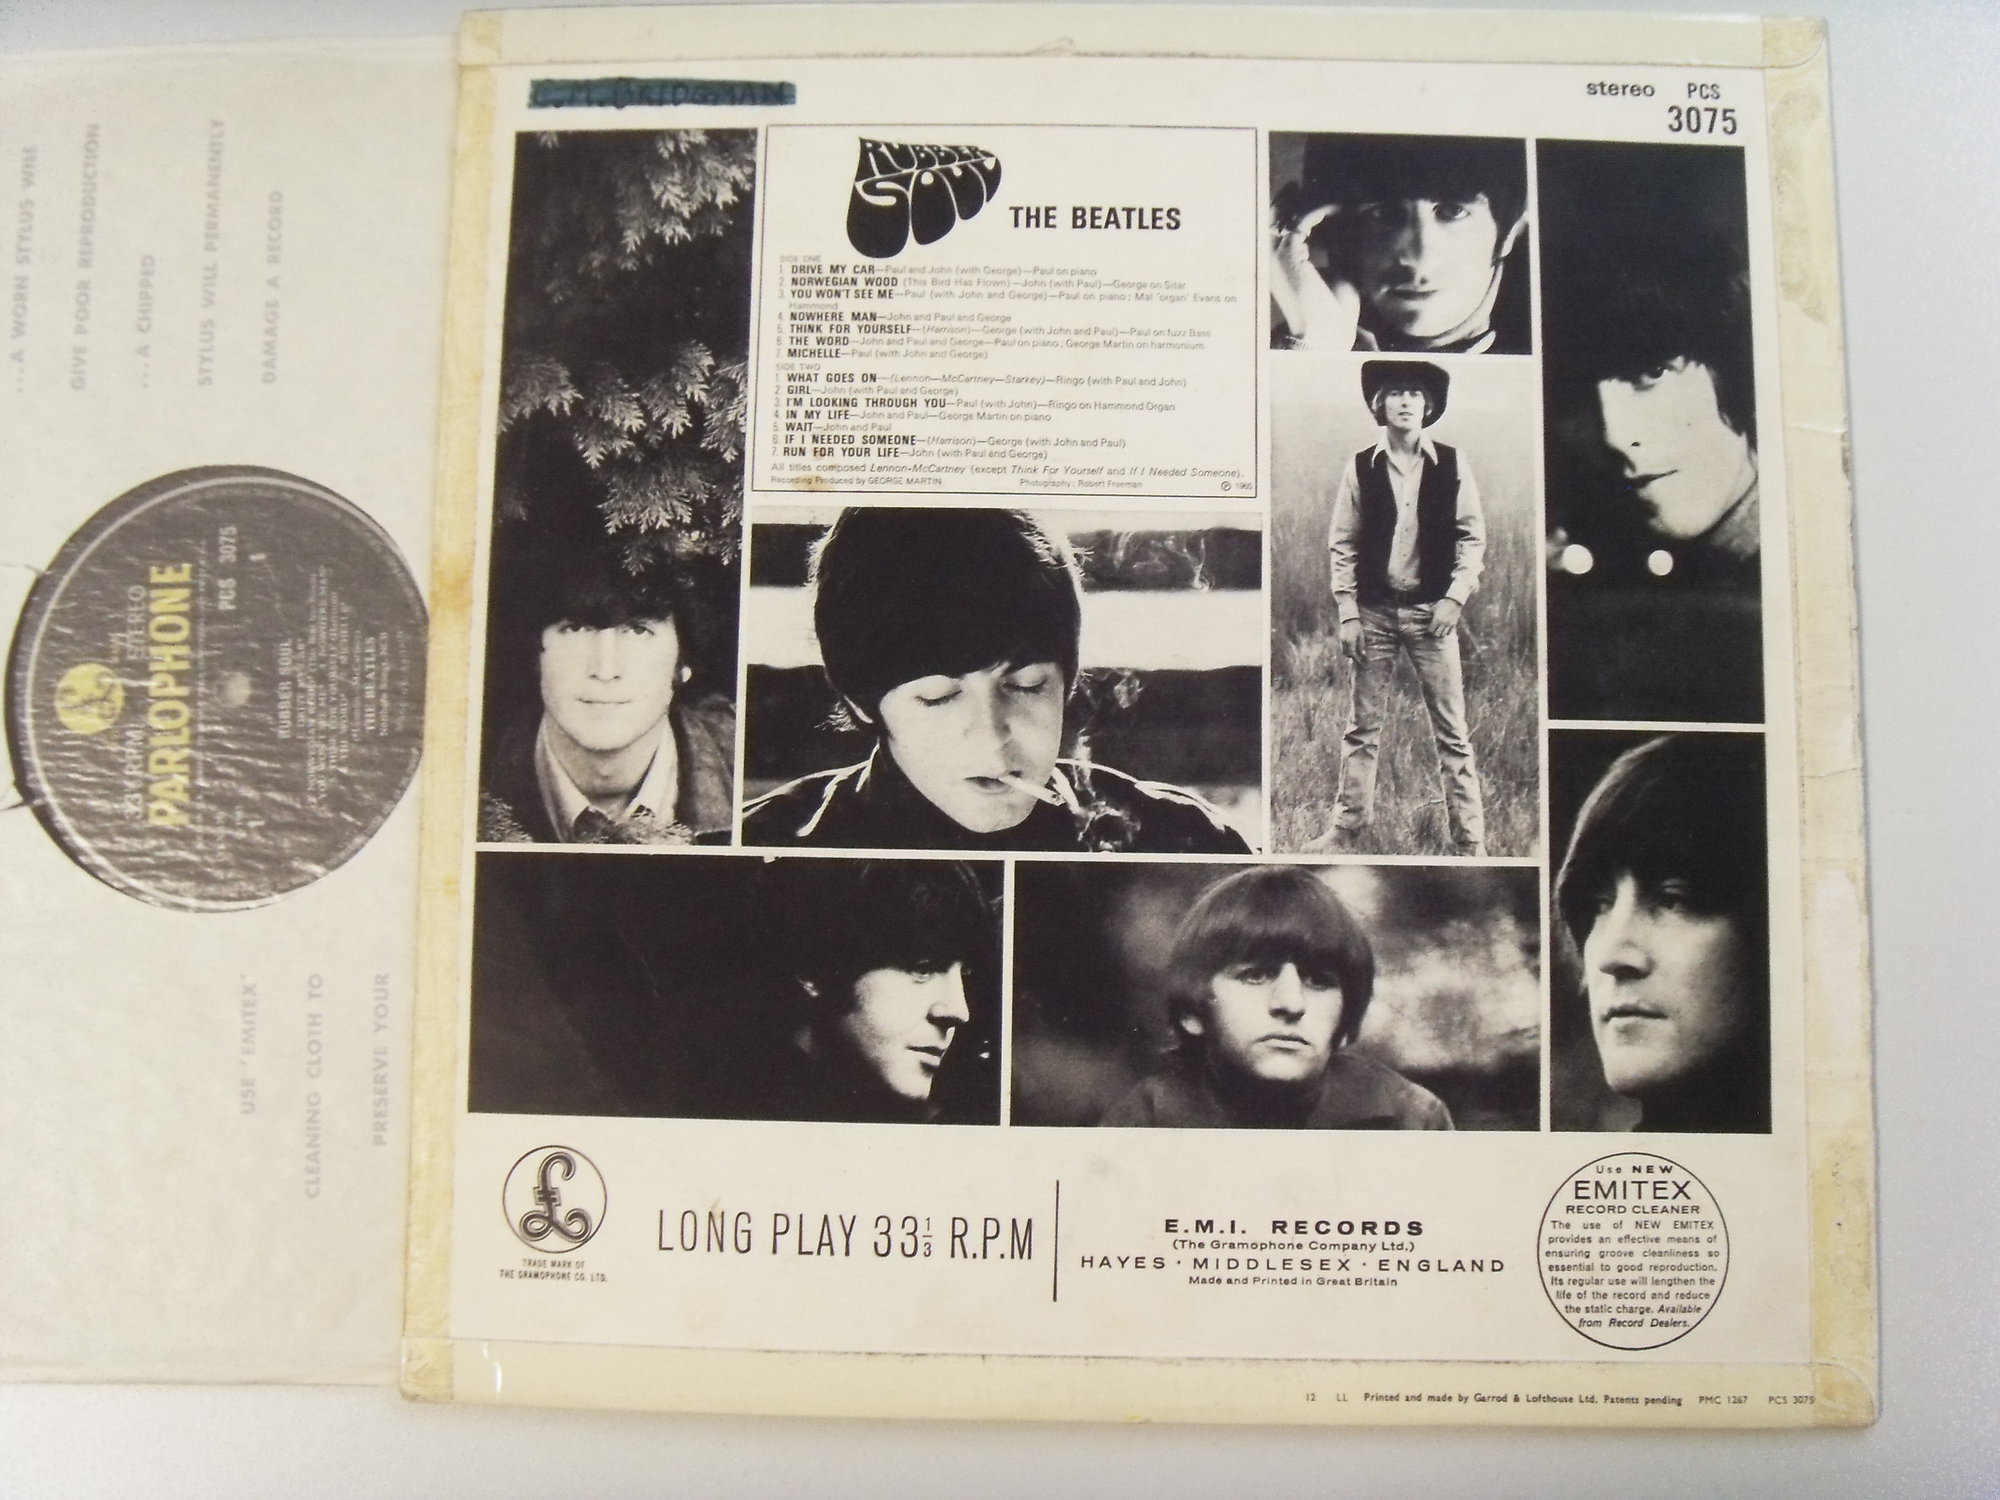 C.M.BRIDGMAN
stereo PCS
3075
RUBBER
SOUL
THE BEATLES
SIDE ONE
1. DRIVE MY CAR—Paul and John (with George)—Paul on piano
2. NORWEGIAN WOOD (This Bird Has Flown)—John (with Paul)—George on Sitar
3. YOU WON'T SEE ME—Paul (with John and George)—Paul on piano; Mal 'organ' Evans on
Hammond
4. NOWHERE MAN—John and Paul and George
5. THINK FOR YOURSELF—(Harrison)—George (with John and Paul)—Paul on fuzz Bass
6. THE WORD—John and Paul and George—Paul on piano; George Martin on harmonium
7. MICHELLE—Paul (with John and George)
SIDE TWO
1. WHAT GOES ON—(Lennon—McCartney—Starkey)—Ringo (with Paul and John)
2. GIRL—John (with Paul and George)
3. I'M LOOKING THROUGH YOU—Paul (with John)—Ringo on Hammond Organ
4. IN MY LIFE—John and Paul—George Martin on piano
5. WAIT—John and Paul
6. IF I NEEDED SOMEONE—(Harrison)—George (with John and Paul)
7. RUN FOR YOUR LIFE—John (with Paul and George)
All titles composed Lennon-McCartney (except Think For Yourself and If I Needed Someone).
Recording Produced by GEORGE MARTIN Photography: Robert Freeman ℗ 1965
£
TRADE MARK OF
THE GRAMOPHONE CO. LTD.
LONG PLAY 33⅓ R.P.M
E.M.I. RECORDS
(The Gramophone Company Ltd.)
HAYES · MIDDLESEX · ENGLAND
Made and Printed in Great Britain
Use NEW
EMITEX
RECORD CLEANER
The use of NEW EMITEX
provides an effective means of
ensuring groove cleanliness so
essential to good reproduction.
Its regular use will lengthen the
life of the record and reduce
the static charge. Available
from Record Dealers.
12 LL Printed and made by Garrod & Lofthouse Ltd. Patents pending PMC 1267 PCS 3075
...A WORN STYLUS WILL
GIVE POOR REPRODUCTION
...A CHIPPED
STYLUS WILL PERMANENTLY
DAMAGE A RECORD
USE 'EMITEX'
CLEANING CLOTH TO
PRESERVE YOUR
33⅓ RPM STEREO
PARLOPHONE
PCS 3075
1
RUBBER SOUL
THE BEATLES